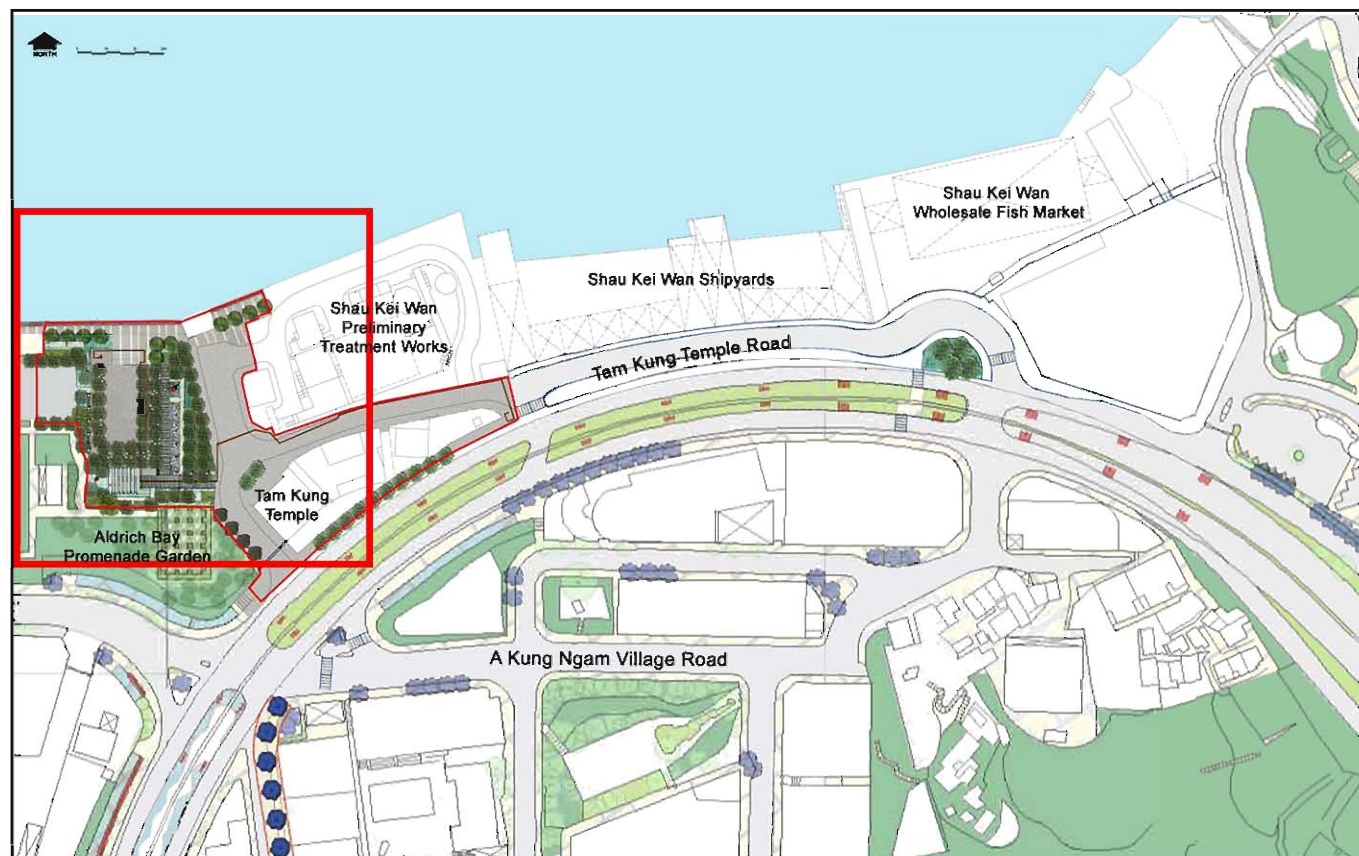 NORTH
Shau Kei Wan
Wholesale Fish Market
Shau Kei Wan Shipyards
Shau Kei Wan
Preliminary
Treatment Works
Tam Kung Temple Road
Tam Kung
Temple
Aldrich Bay
Promenade Garden
A Kung Ngam Village Road